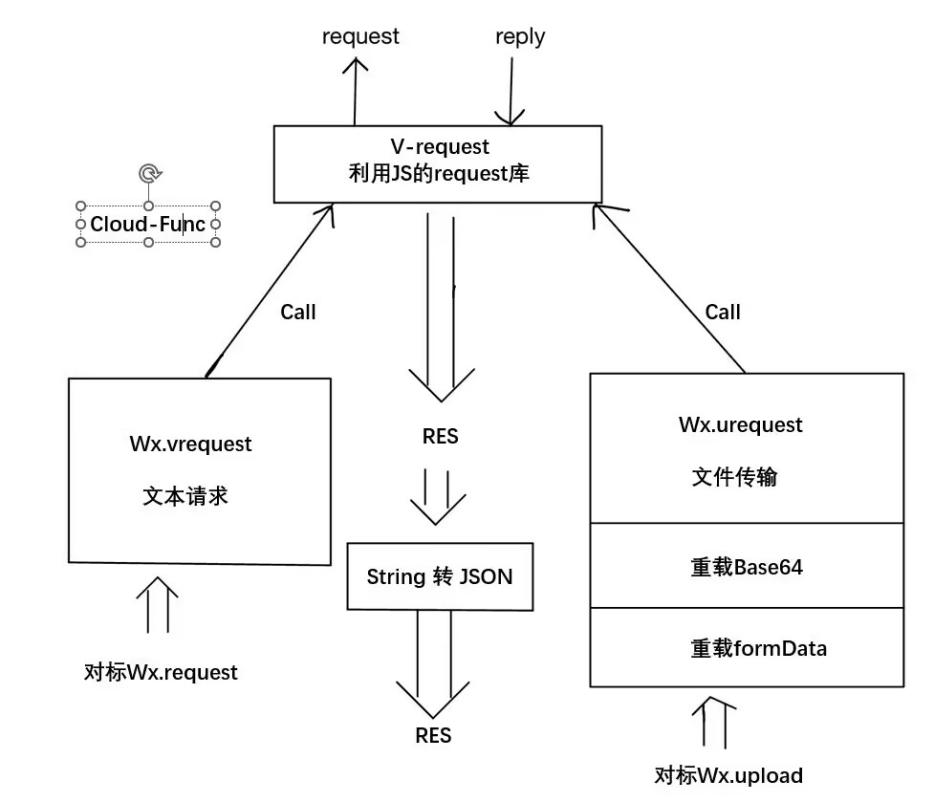 request
reply
V-request
利用JS的request库
Cloud-Func
Call
Call
RES
Wx.vrequest
文本请求
Wx.urequest
文件传输
String 转 JSON
重载Base64
重载formData
对标Wx.request
RES
对标Wx.upload